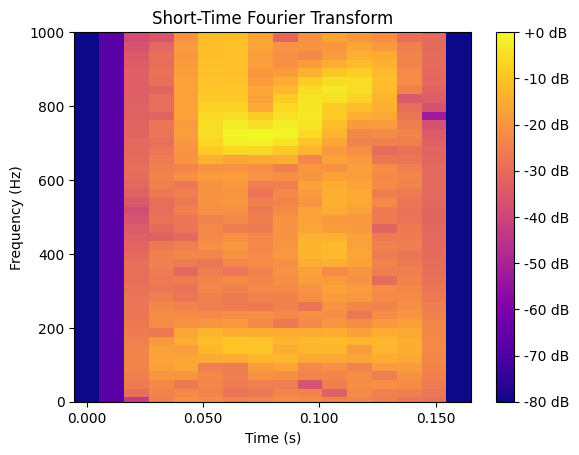 Short-Time Fourier Transform
1000
800
600
400
200
0
Frequency (Hz)
0.000
0.050
0.100
0.150
Time (s)
+0 dB
-10 dB
-20 dB
-30 dB
-40 dB
-50 dB
-60 dB
-70 dB
-80 dB